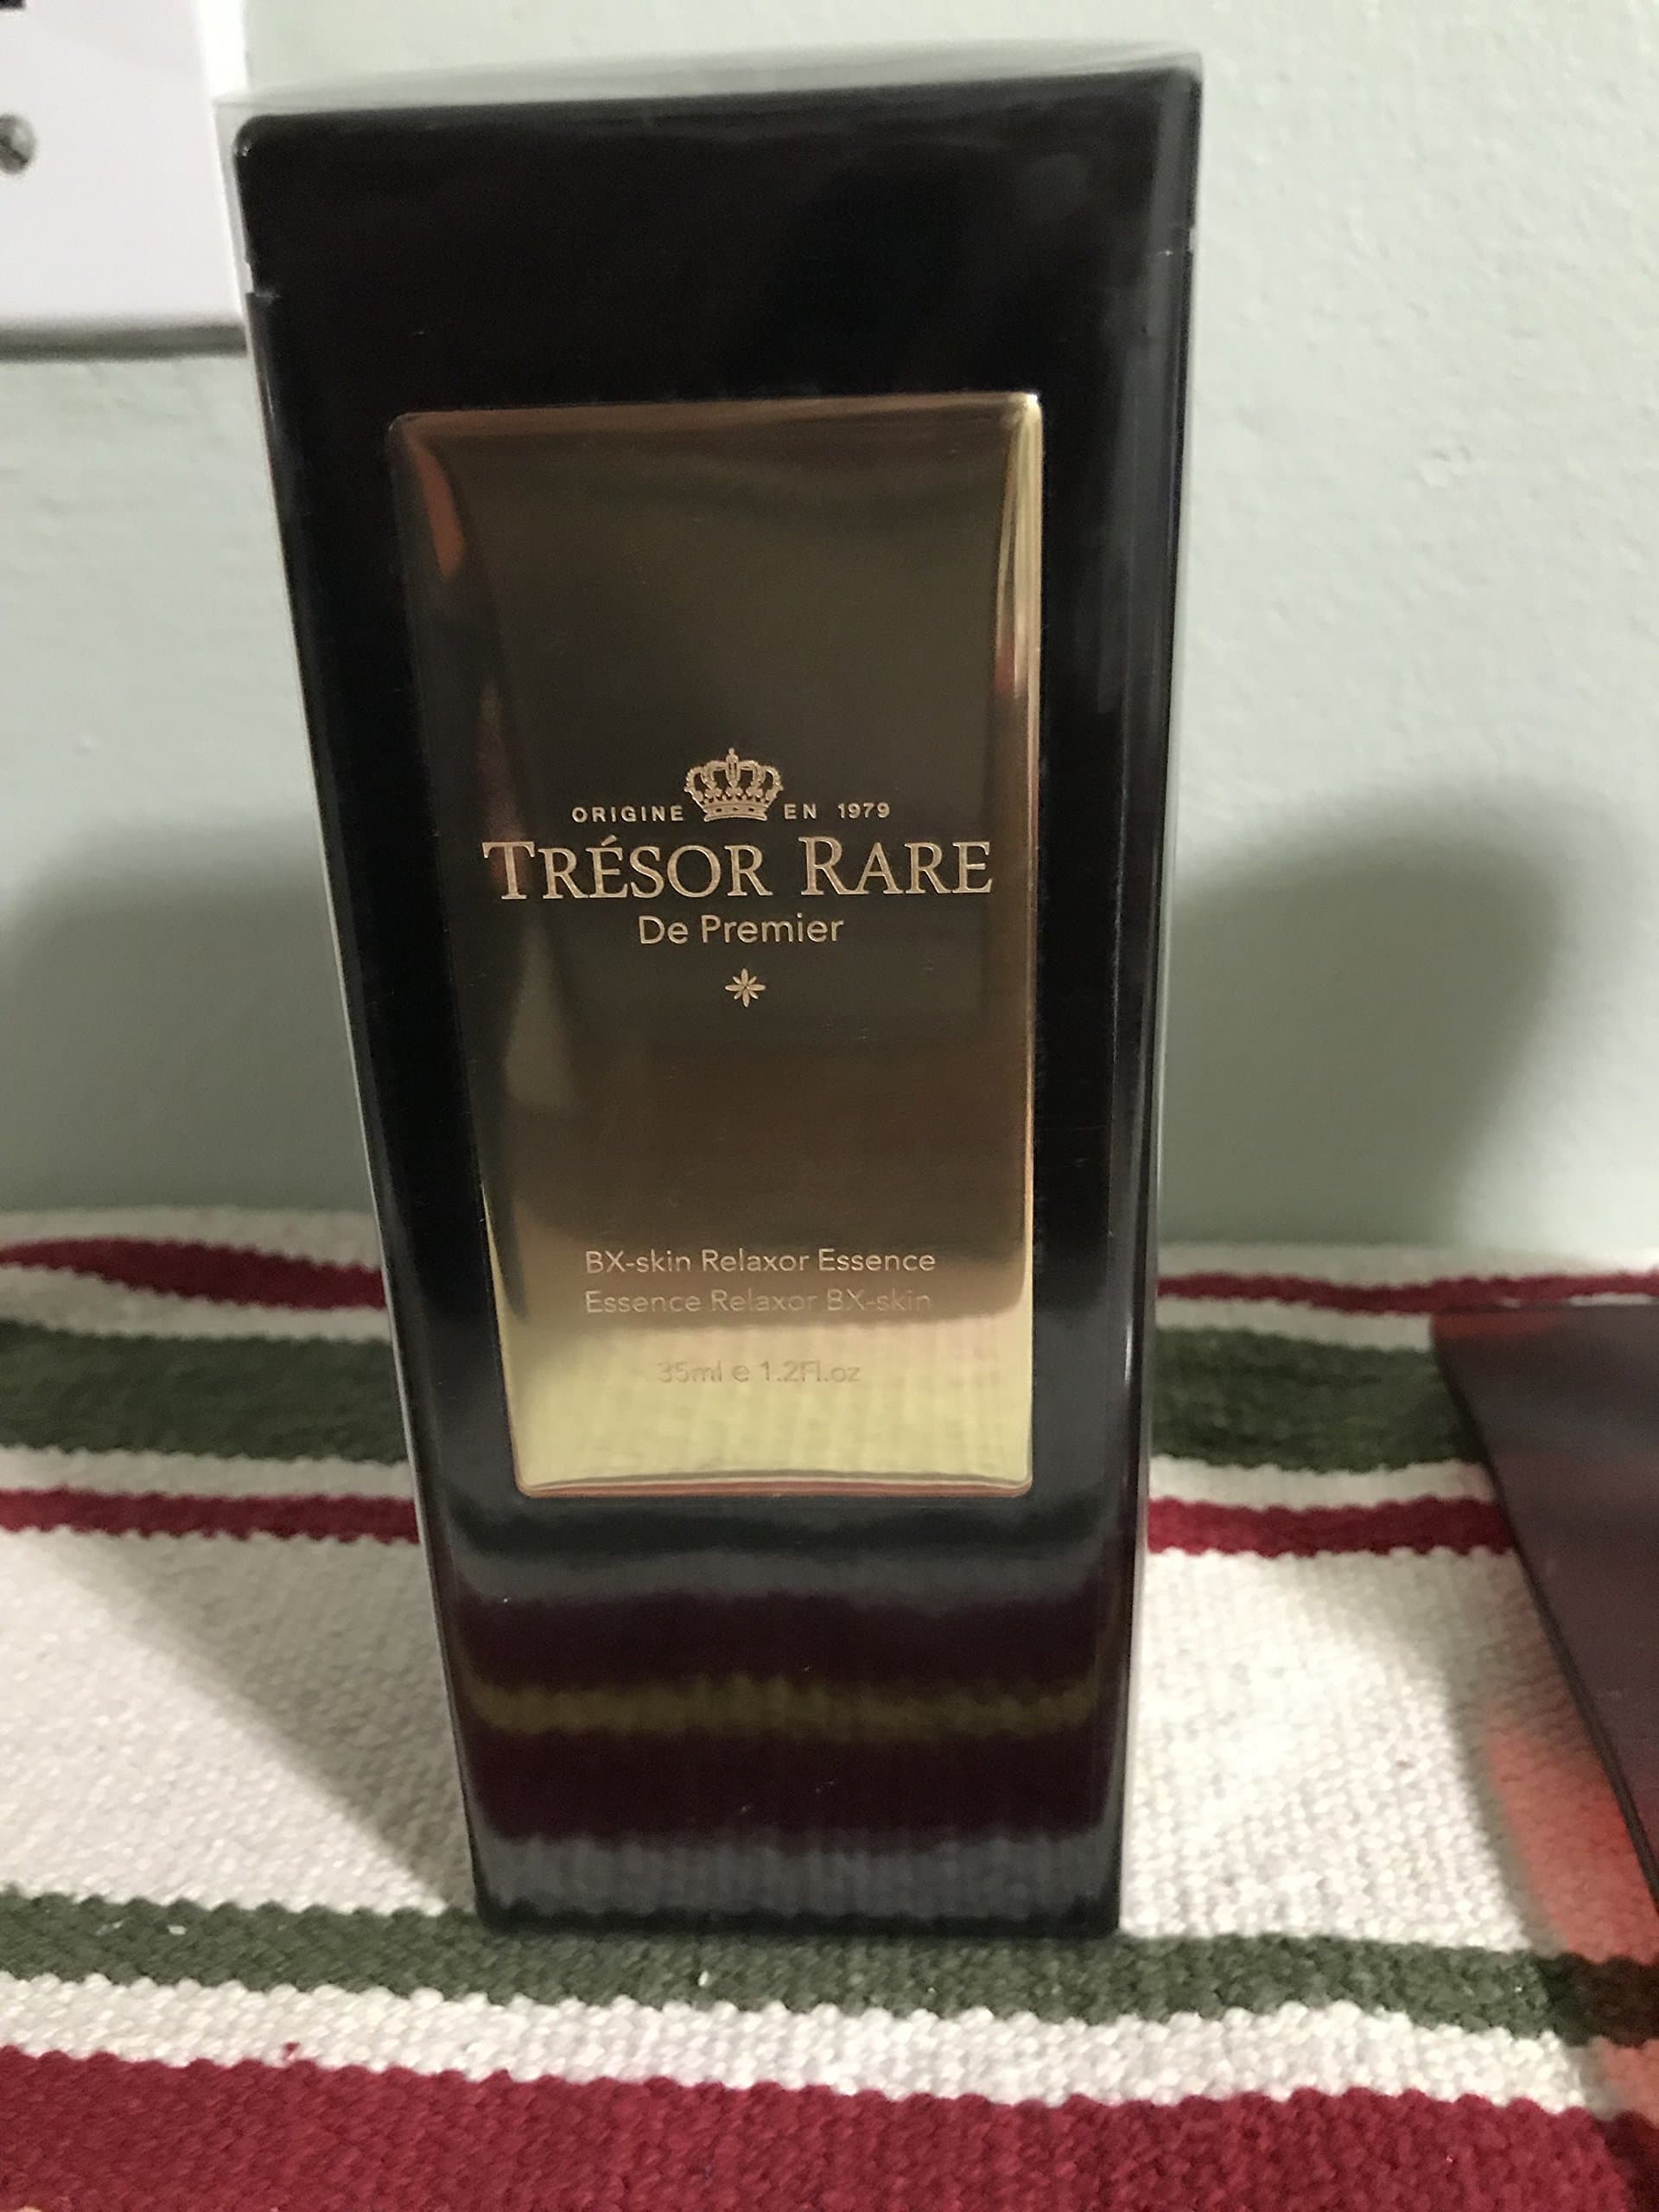 ORIGINE EN 1979
TRÉSOR RARE
De Premier
BX-skin Relaxor Essence
Essence Relaxor BX-skin
35ml e 1.2Fl.oz